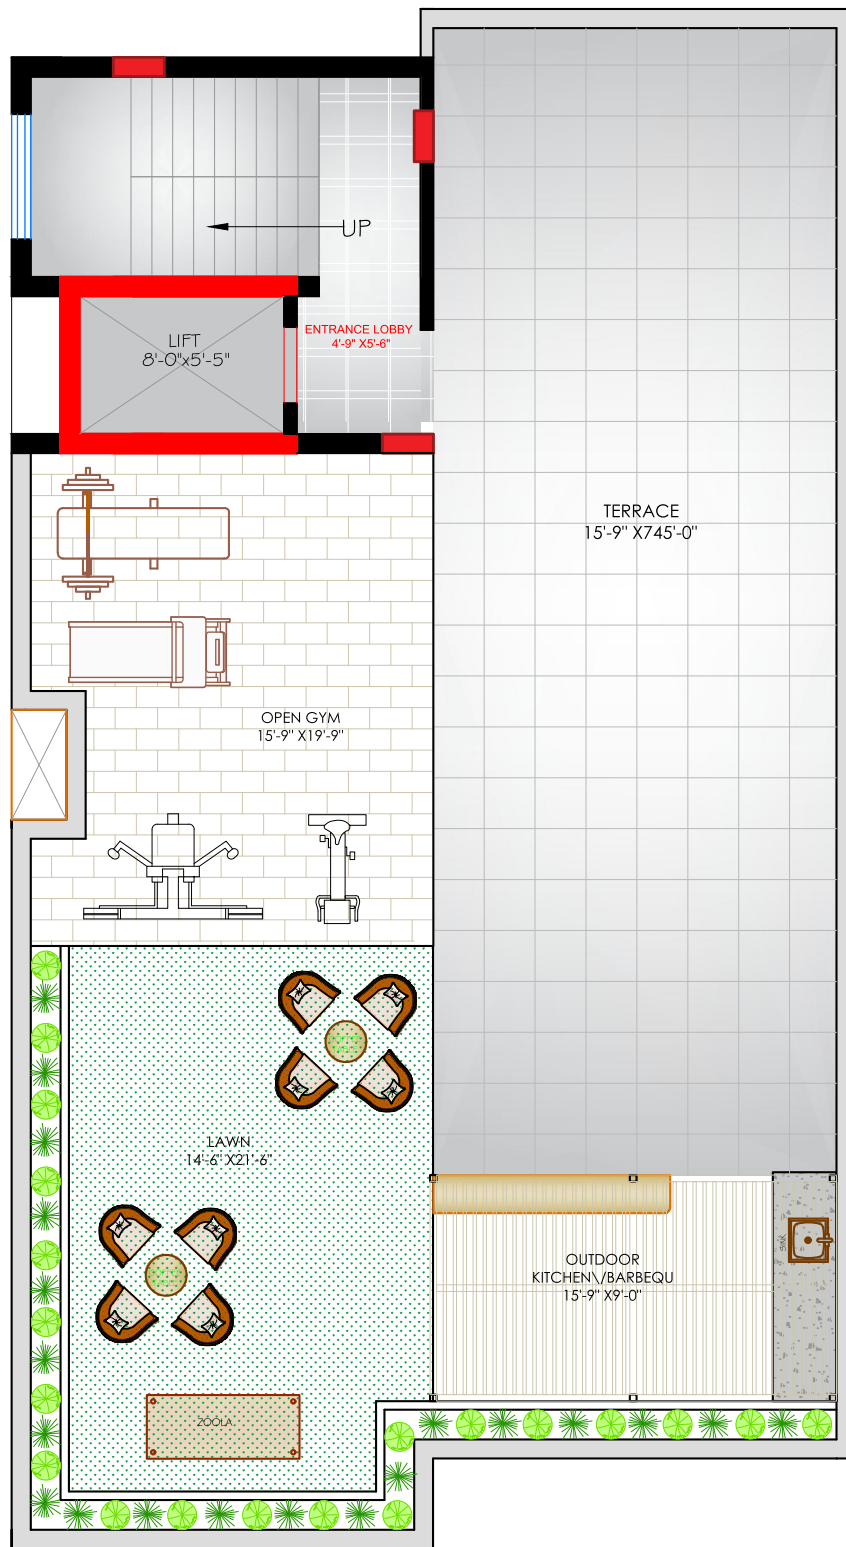 UP
LIFT
8'-0"x5'-5"
ENTRANCE LOBBY
4'-9" X5'-6"
TERRACE
15'-9" X745'-0"
OPEN GYM
15'-9" X19'-9"
LAWN
14'-6" X21'-6"
OUTDOOR
KITCHEN\/BARBEQU
15'-9" X9'-0"
SINK
ZOOLA